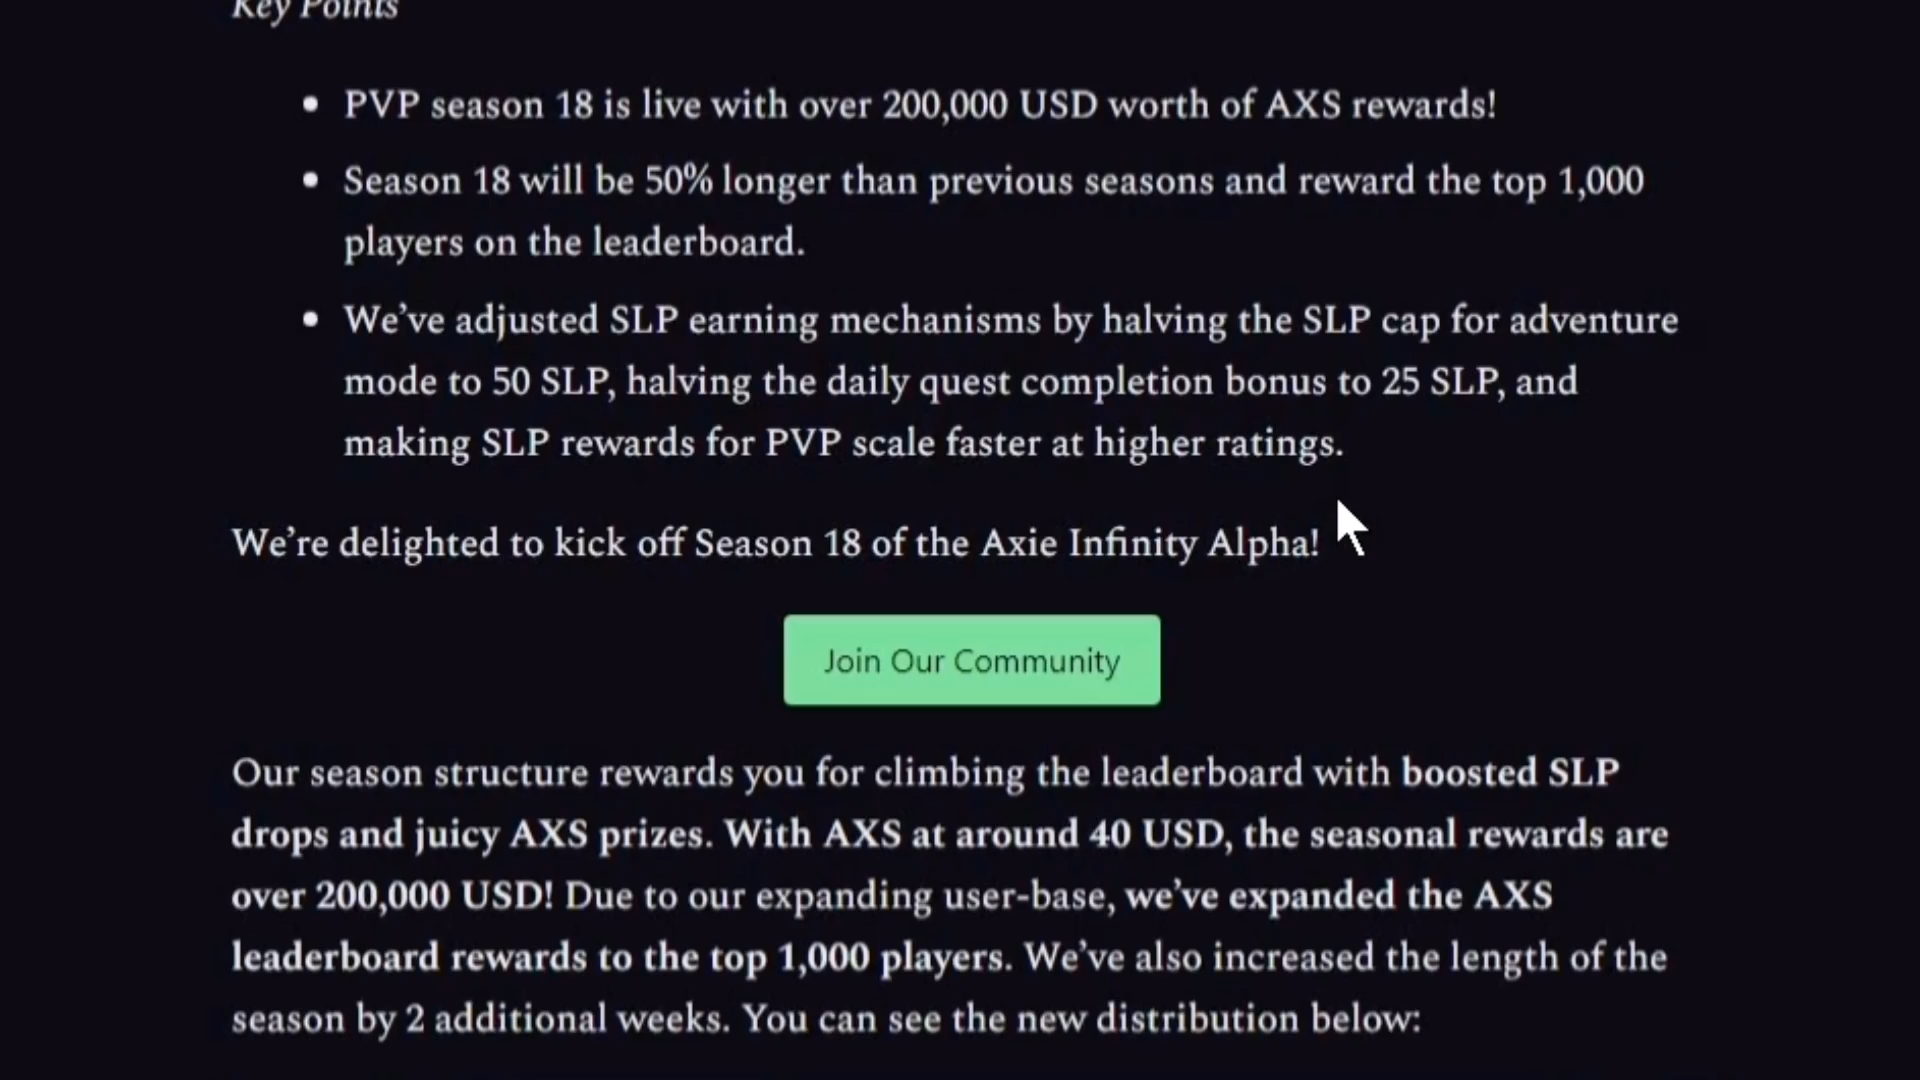 Key Points
• PVP season 18 is live with over 200,000 USD worth of AXS rewards!
• Season 18 will be 50% longer than previous seasons and reward the top 1,000
players on the leaderboard.
• We’ve adjusted SLP earning mechanisms by halving the SLP cap for adventure
mode to 50 SLP, halving the daily quest completion bonus to 25 SLP, and
making SLP rewards for PVP scale faster at higher ratings.
We’re delighted to kick off Season 18 of the Axie Infinity Alpha!
Join Our Community
Our season structure rewards you for climbing the leaderboard with boosted SLP
drops and juicy AXS prizes. With AXS at around 40 USD, the seasonal rewards are
over 200,000 USD! Due to our expanding user-base, we’ve expanded the AXS
leaderboard rewards to the top 1,000 players. We’ve also increased the length of the
season by 2 additional weeks. You can see the new distribution below: